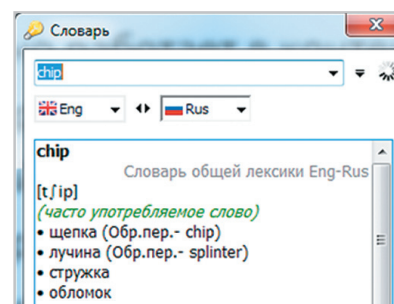 Словарь
chip
Eng Rus
chip
Словарь общей лексики Eng-Rus
[t∫ip]
(часто употребляемое слово)
• щепка (Обр.пер.- chip)
• лучина (Обр.пер.- splinter)
• стружка
• обломок